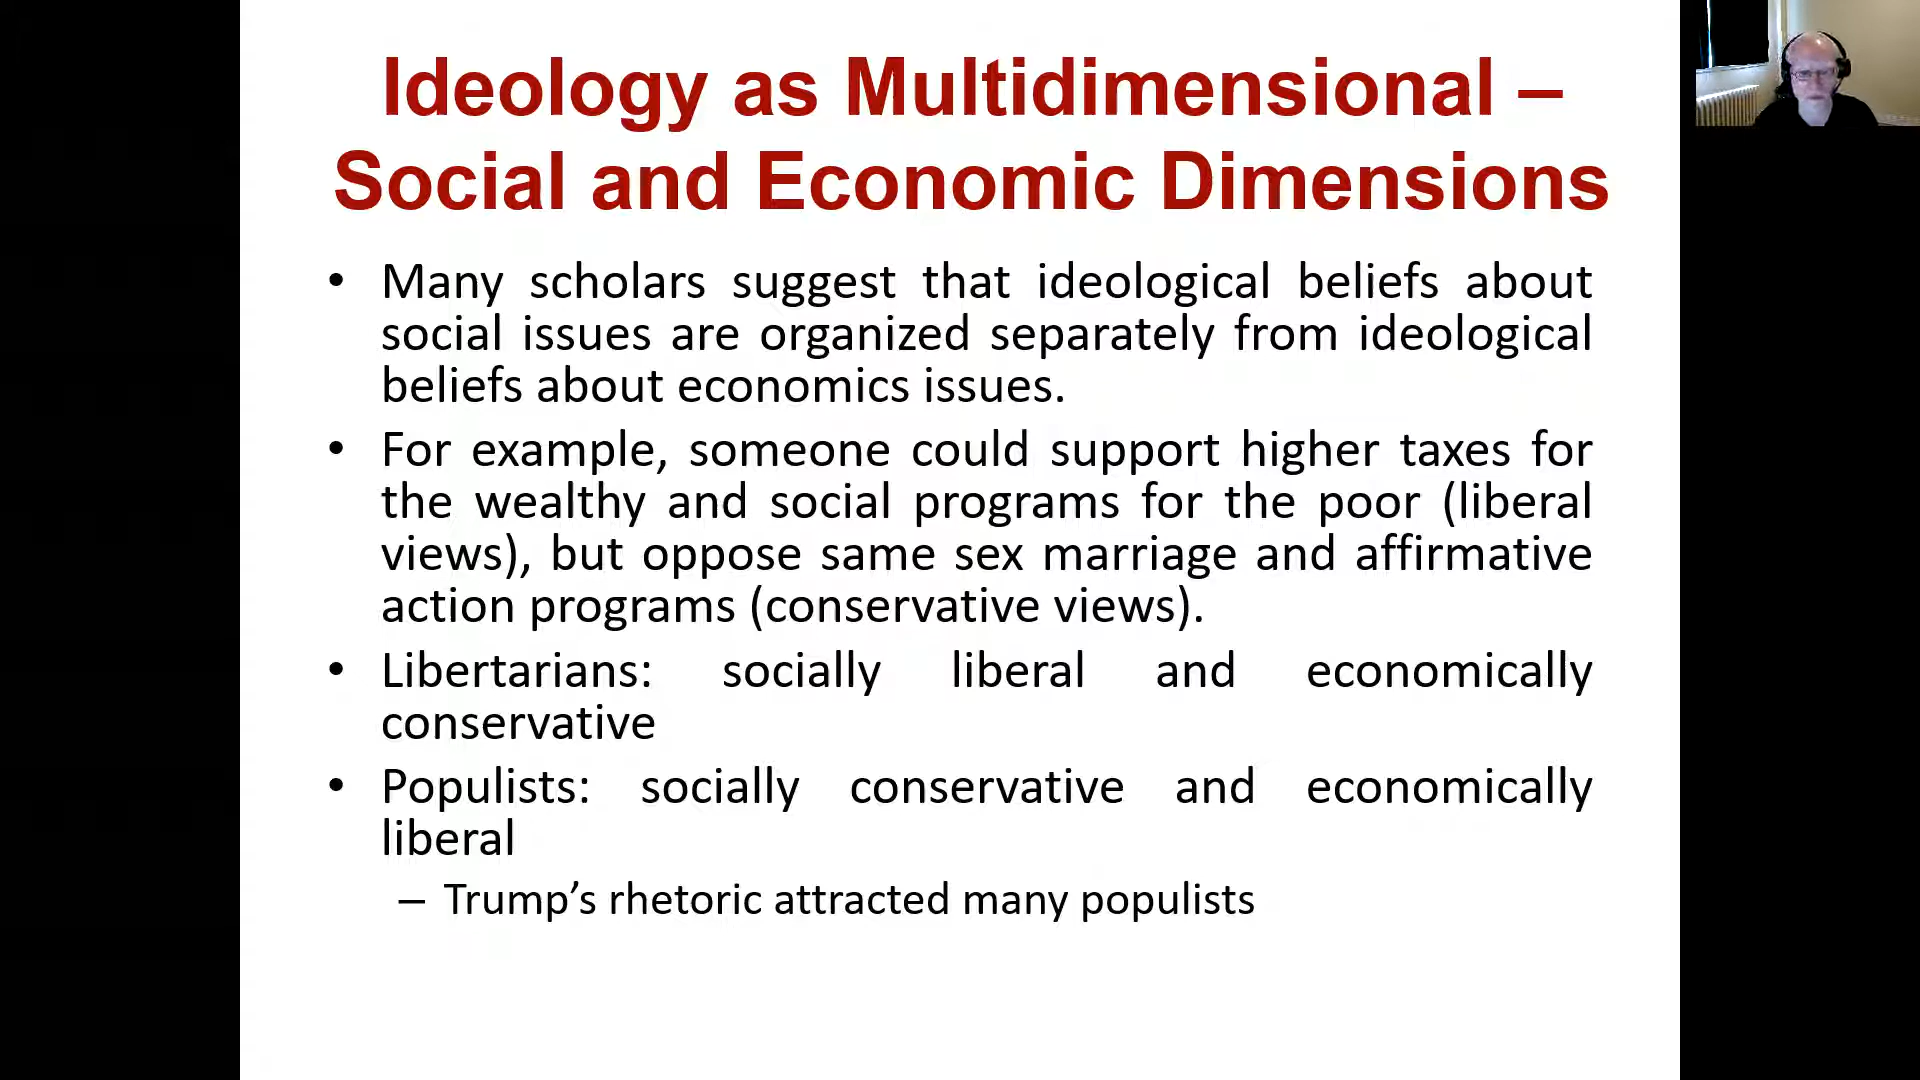 Ideology as Multidimensional –
Social and Economic Dimensions
• Many scholars suggest that ideological beliefs about
social issues are organized separately from ideological
beliefs about economics issues.
• For example, someone could support higher taxes for
the wealthy and social programs for the poor (liberal
views), but oppose same sex marriage and affirmative
action programs (conservative views).
• Libertarians: socially liberal and economically
conservative
• Populists: socially conservative and economically
liberal
– Trump’s rhetoric attracted many populists